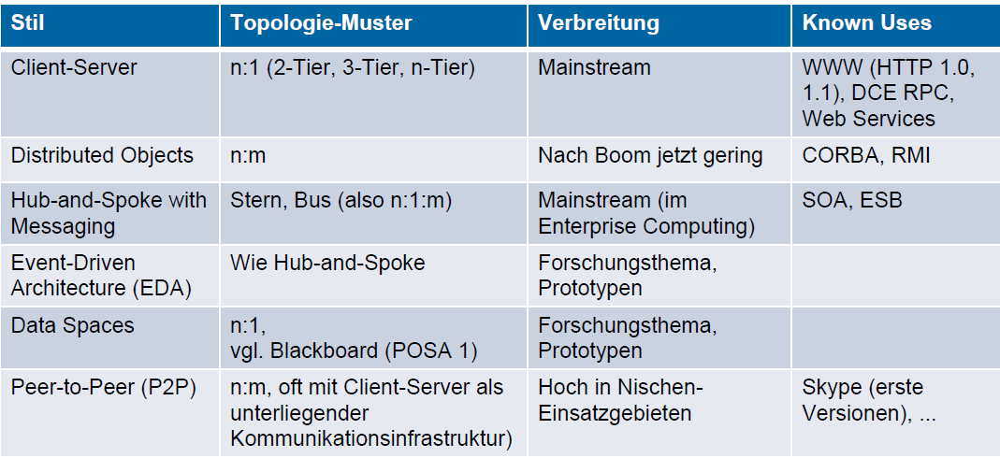 Stil Topologie-Muster Verbreitung Known Uses
Client-Server n:1 (2-Tier, 3-Tier, n-Tier) Mainstream WWW (HTTP 1.0,
1.1), DCE RPC,
Web Services
Distributed Objects n:m Nach Boom jetzt gering CORBA, RMI
Hub-and-Spoke with Stern, Bus (also n:1:m) Mainstream (im SOA, ESB
Messaging Enterprise Computing)
Event-Driven Wie Hub-and-Spoke Forschungsthema,
Architecture (EDA) Prototypen
Data Spaces n:1, Forschungsthema,
vgl. Blackboard (POSA 1) Prototypen
Peer-to-Peer (P2P) n:m, oft mit Client-Server als Hoch in Nischen- Skype (erste
unterliegender Einsatzgebieten Versionen), ...
Kommunikationsinfrastruktur)